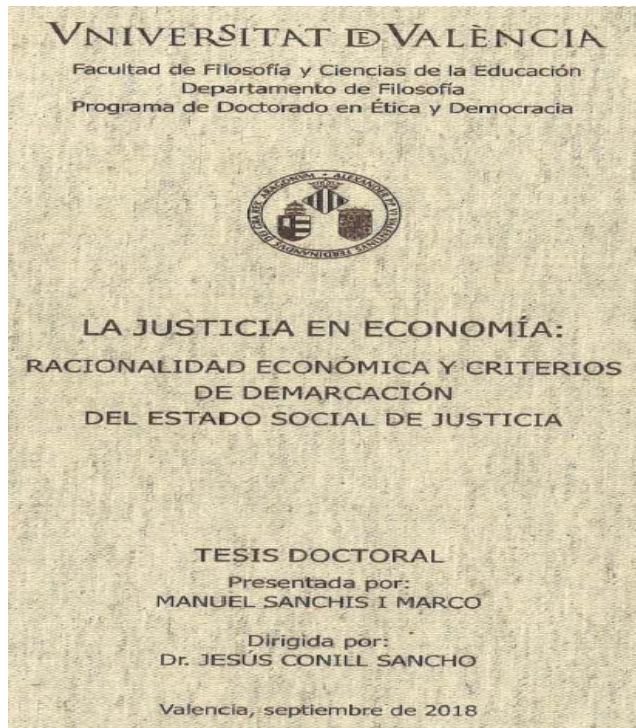 VNIVERSITAT DE VALÈNCIA
Facultad de Filosofía y Ciencias de la Educación
Departamento de Filosofía
Programa de Doctorado en Ética y Democracia
LA JUSTICIA EN ECONOMÍA:
RACIONALIDAD ECONÓMICA Y CRITERIOS
DE DEMARCACIÓN
DEL ESTADO SOCIAL DE JUSTICIA
TESIS DOCTORAL
Presentada por:
MANUEL SANCHIS I MARCO
Dirigida por:
Dr. JESÚS CONILL SANCHO
Valencia, septiembre de 2018